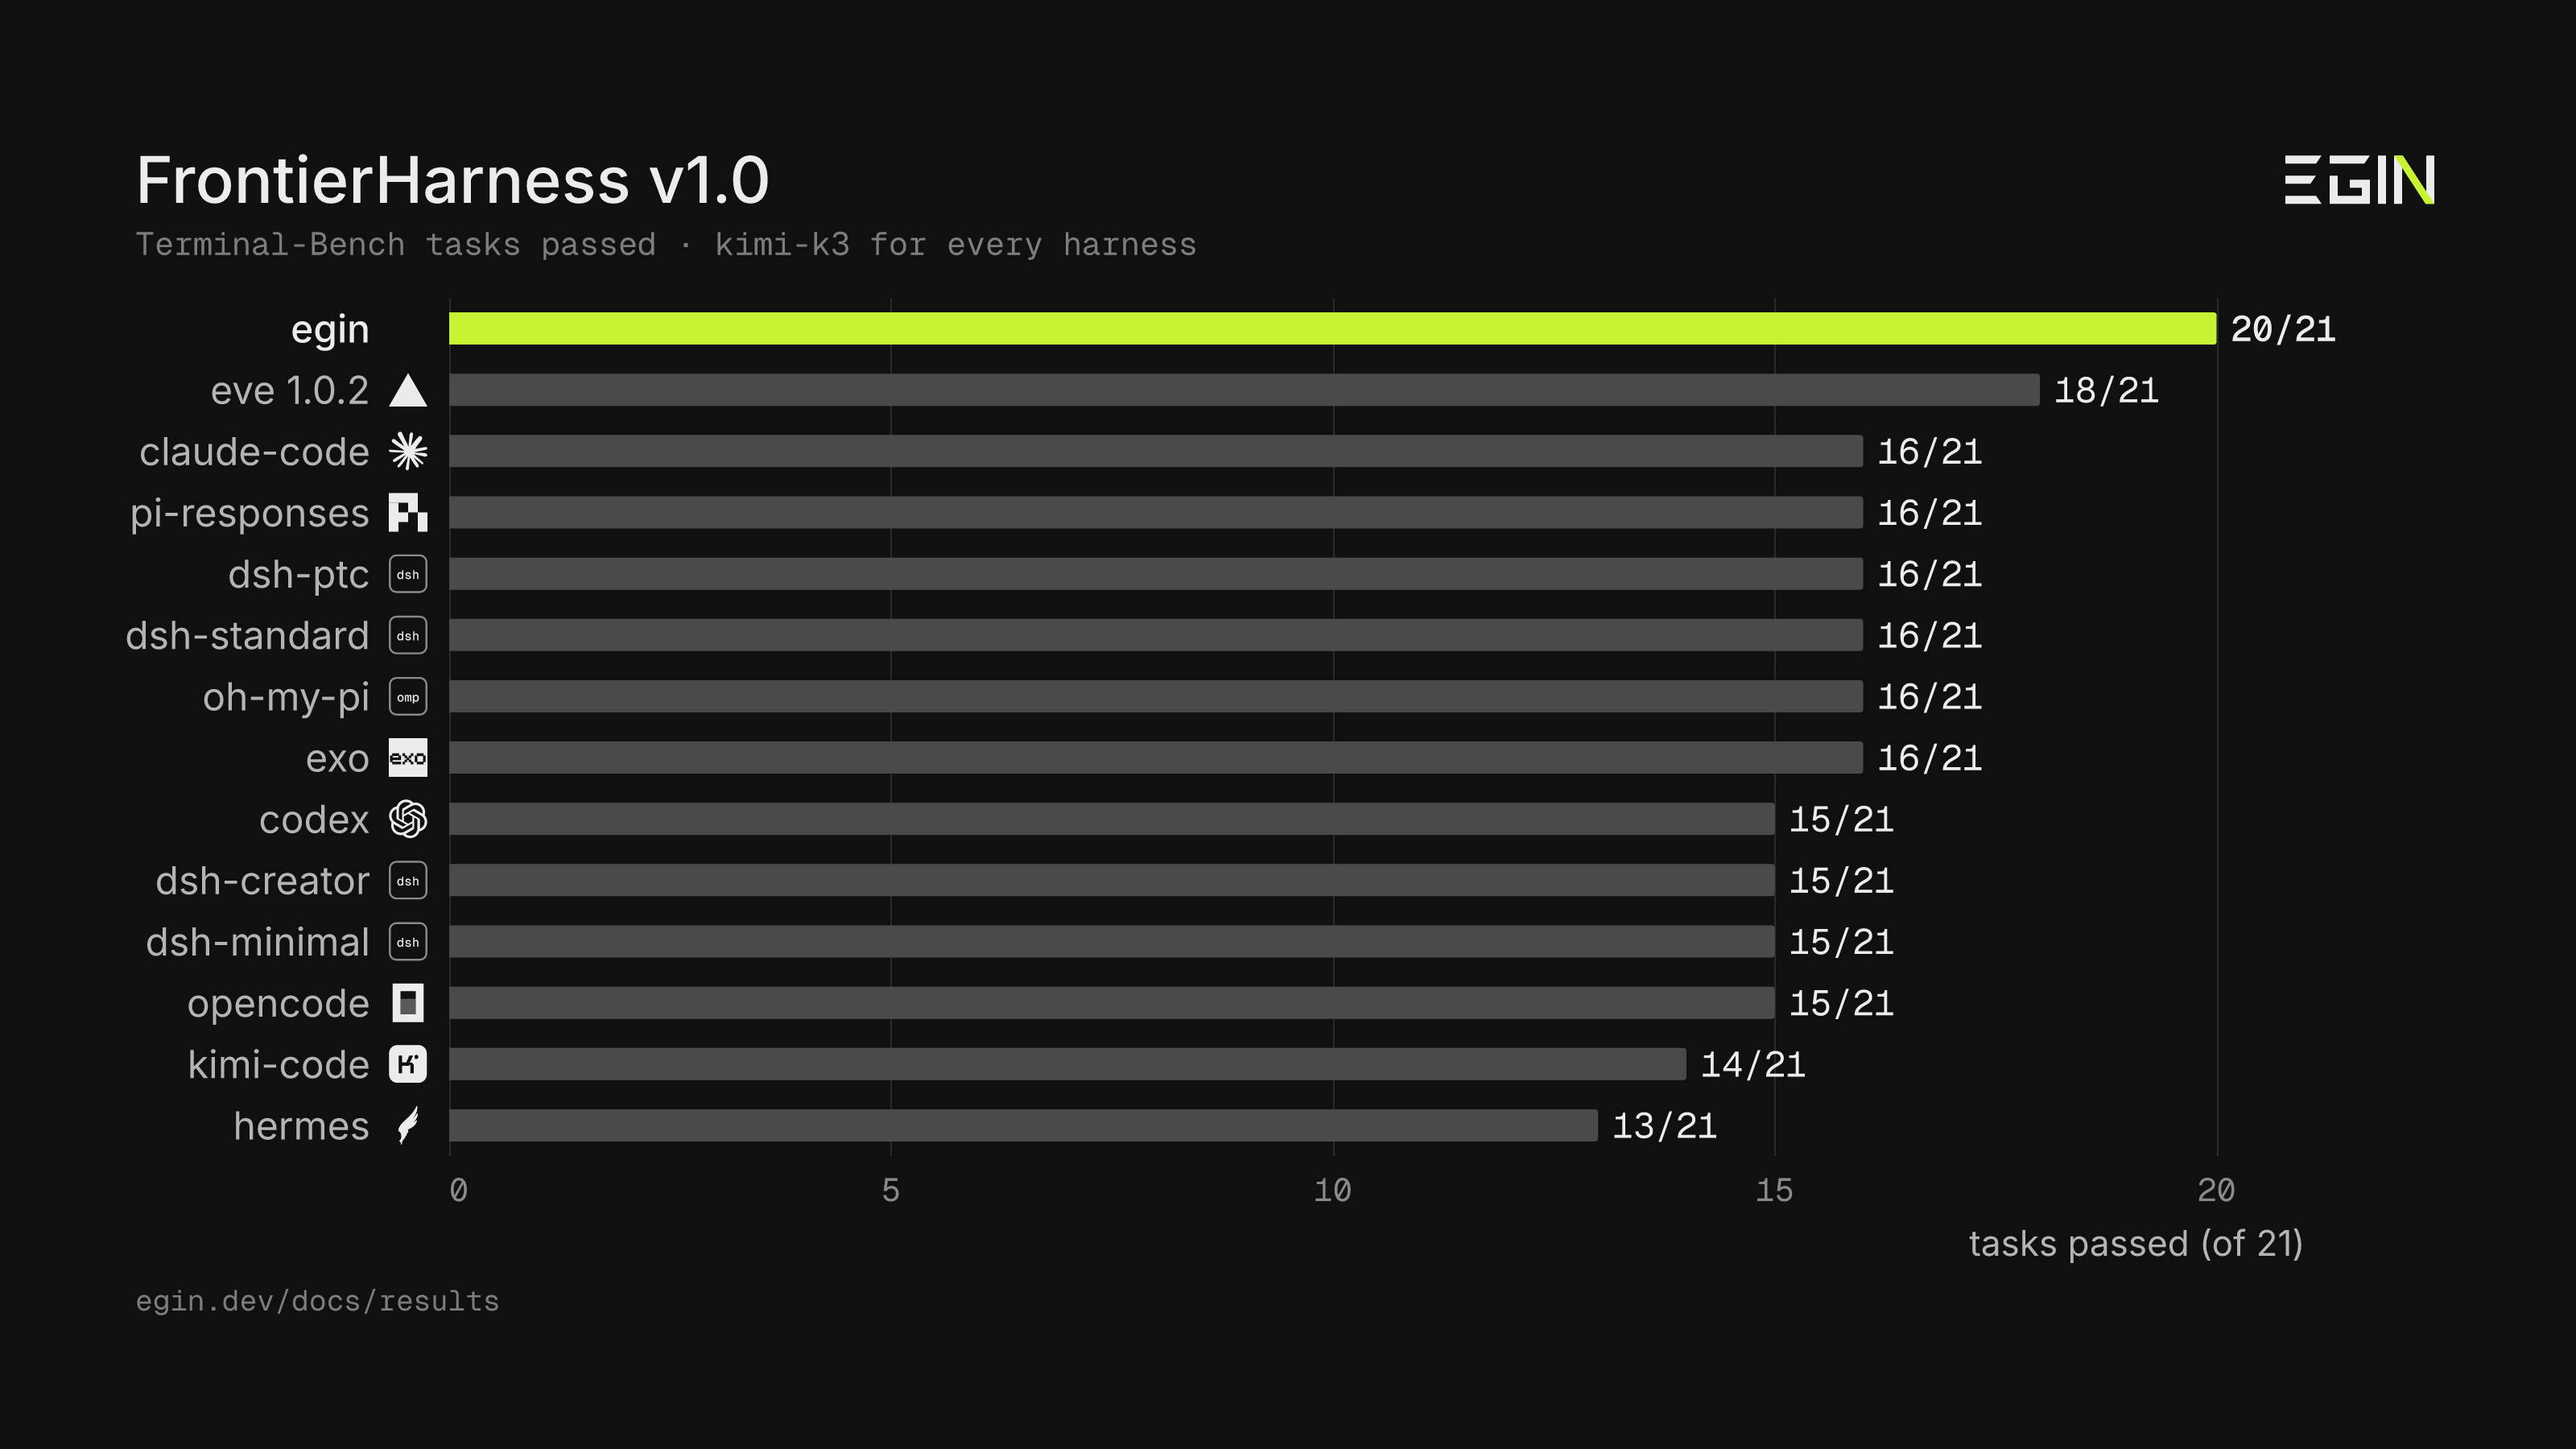 FrontierHarness v1.0
EGIN
Terminal-Bench tasks passed · kimi-k3 for every harness
egin 20/21
eve 1.0.2 18/21
claude-code 16/21
pi-responses 16/21
dsh-ptc dsh 16/21
dsh-standard dsh 16/21
oh-my-pi omp 16/21
exo exo 16/21
codex 15/21
dsh-creator dsh 15/21
dsh-minimal dsh 15/21
opencode 15/21
kimi-code K 14/21
hermes 13/21
0 5 10 15 20
tasks passed (of 21)
egin.dev/docs/results